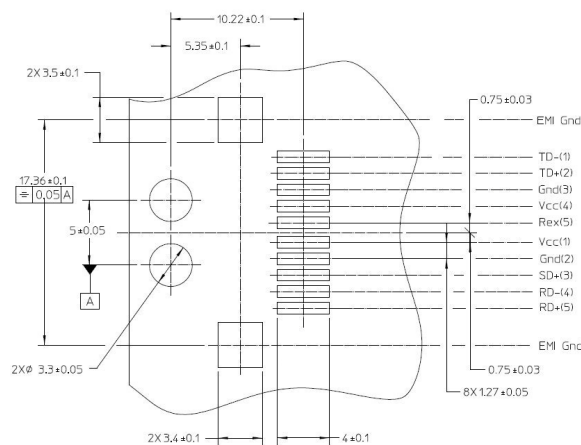 10.22 ±0.1
5.35 ±0.1
2X 3.5 ±0.1
0.75 ±0.03
EMI Gnd
TD-(1)
TD+(2)
Gnd(3)
Vcc(4)
Rex(5)
Vcc(1)
Gnd(2)
SD+(3)
RD-(4)
RD+(5)
EMI Gnd
17.36 ±0.1
⌯ 0.05 A
5 ±0.05
A
2XØ 3.3 ±0.05
2X 3.4 ±0.1
4 ±0.1
0.75 ±0.03
8X 1.27 ±0.05